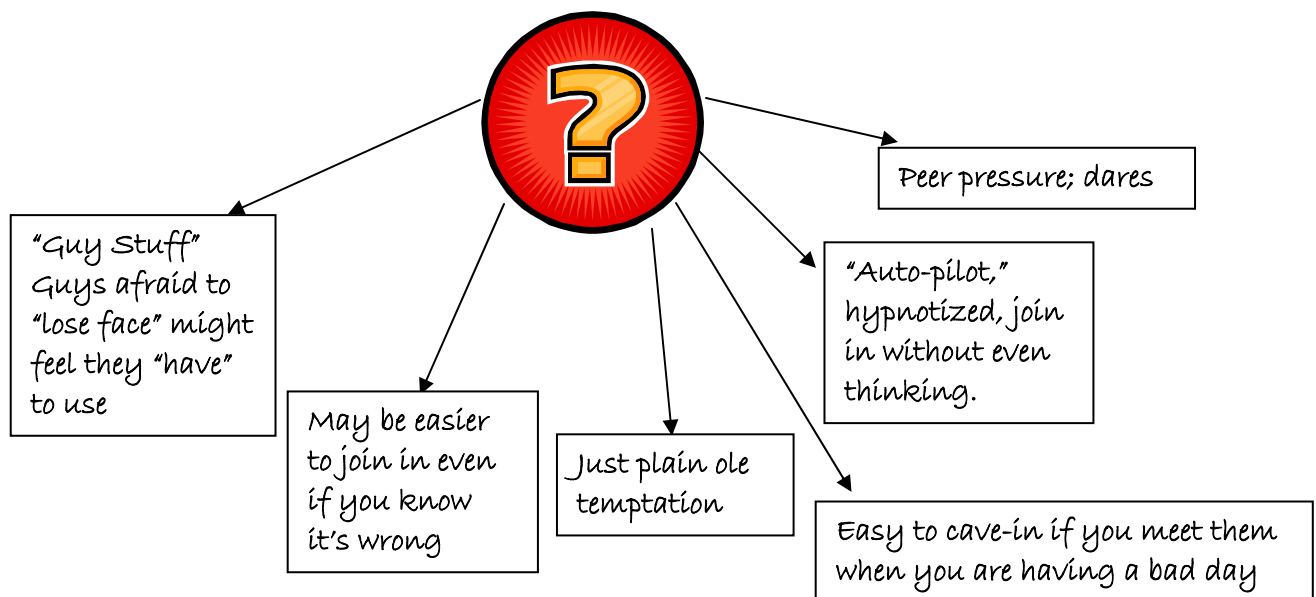 ?
Peer pressure; dares
“Guy Stuff”
Guys afraid to
“lose face” might
feel they “have”
to use
“Auto-pilot,”
hypnotized, join
in without even
thinking.
May be easier
to join in even
if you know
it’s wrong
Just plain ole
temptation
Easy to cave-in if you meet them
when you are having a bad day